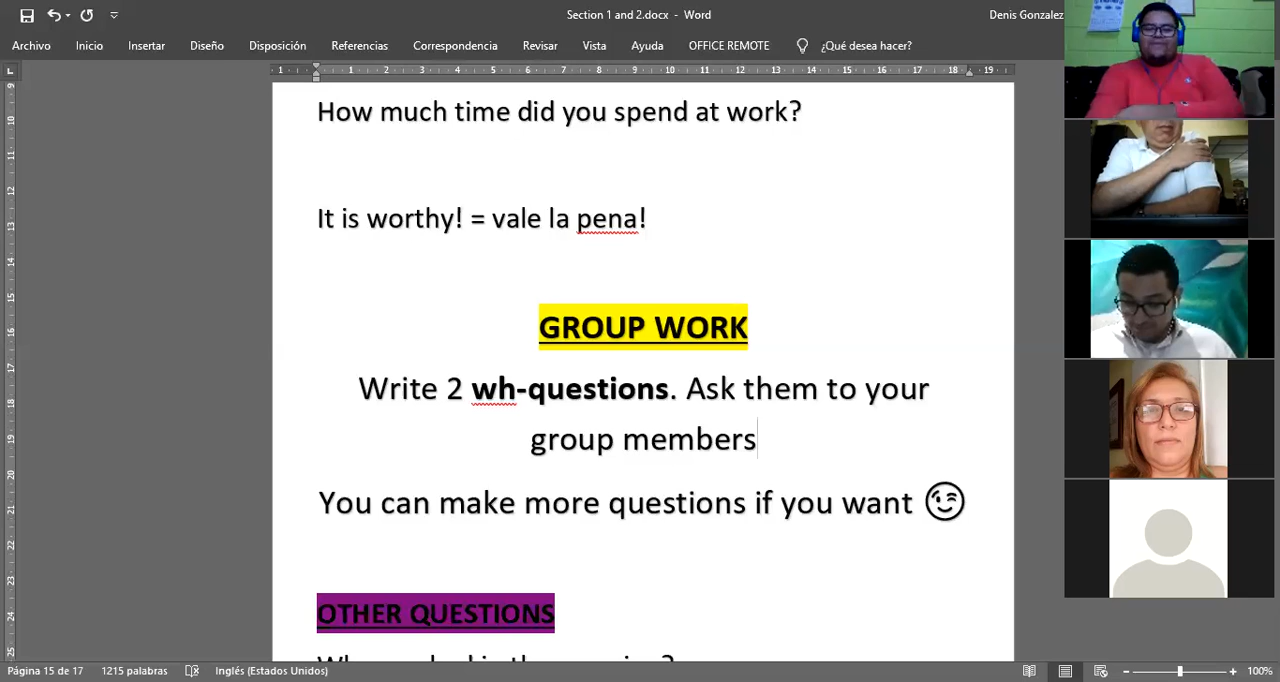 Section 1 and 2.docx - Word
Denis Gonzalez
Archivo Inicio Insertar Diseño Disposición Referencias Correspondencia Revisar Vista Ayuda OFFICE REMOTE ¿Qué desea hacer?
How much time did you spend at work?
It is worthy! = vale la pena!
GROUP WORK
Write 2 wh-questions. Ask them to your
group members
You can make more questions if you want 😉
OTHER QUESTIONS
Página 15 de 17 1215 palabras Inglés (Estados Unidos) 100%